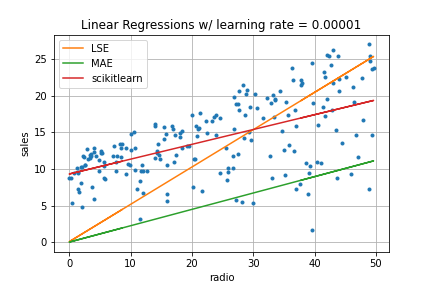 Linear Regressions w/ learning rate = 0.00001
LSE
MAE
scikitlearn
sales
25
20
15
10
5
0
0 10 20 30 40 50
radio